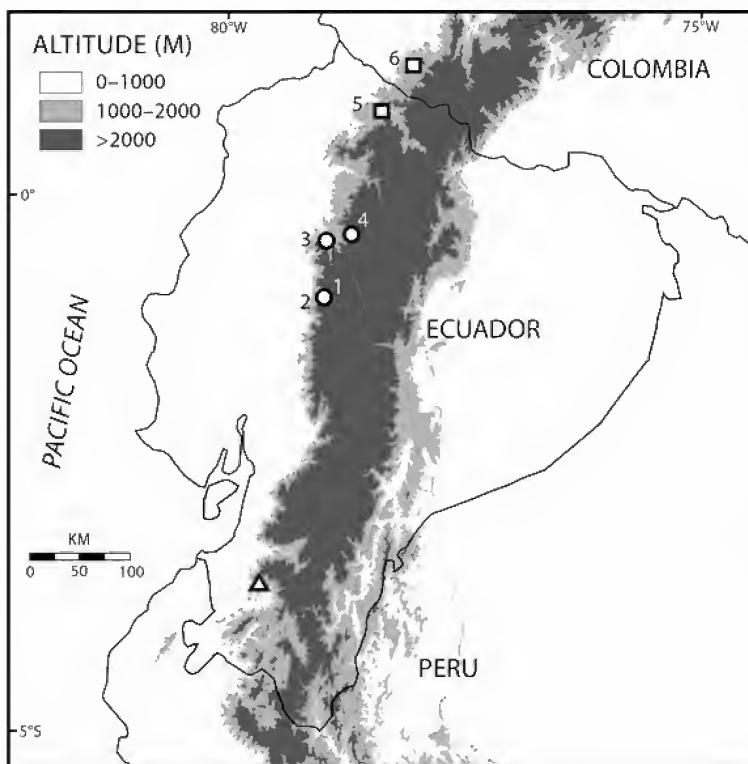 80°W
75°W
ALTITUDE (M)
0–1000
1000–2000
>2000
6
COLOMBIA
5
0°
3
4
1
2
ECUADOR
PACIFIC OCEAN
KM
0 50 100
PERU
5°S